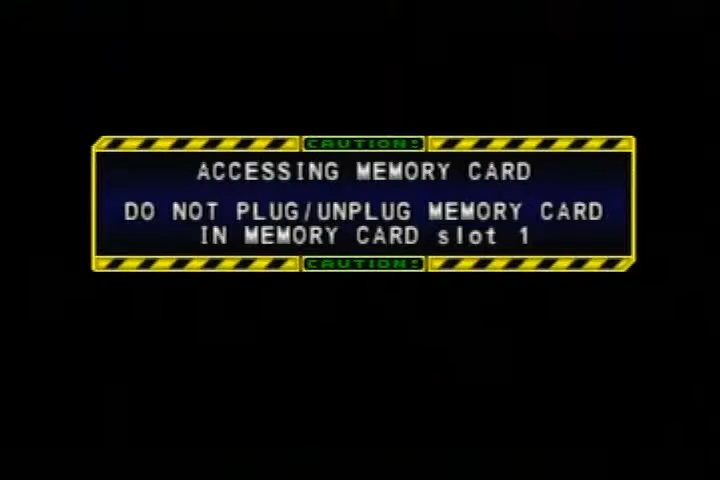 CAUTION!
ACCESSING MEMORY CARD
DO NOT PLUG/UNPLUG MEMORY CARD
IN MEMORY CARD slot 1
CAUTION!